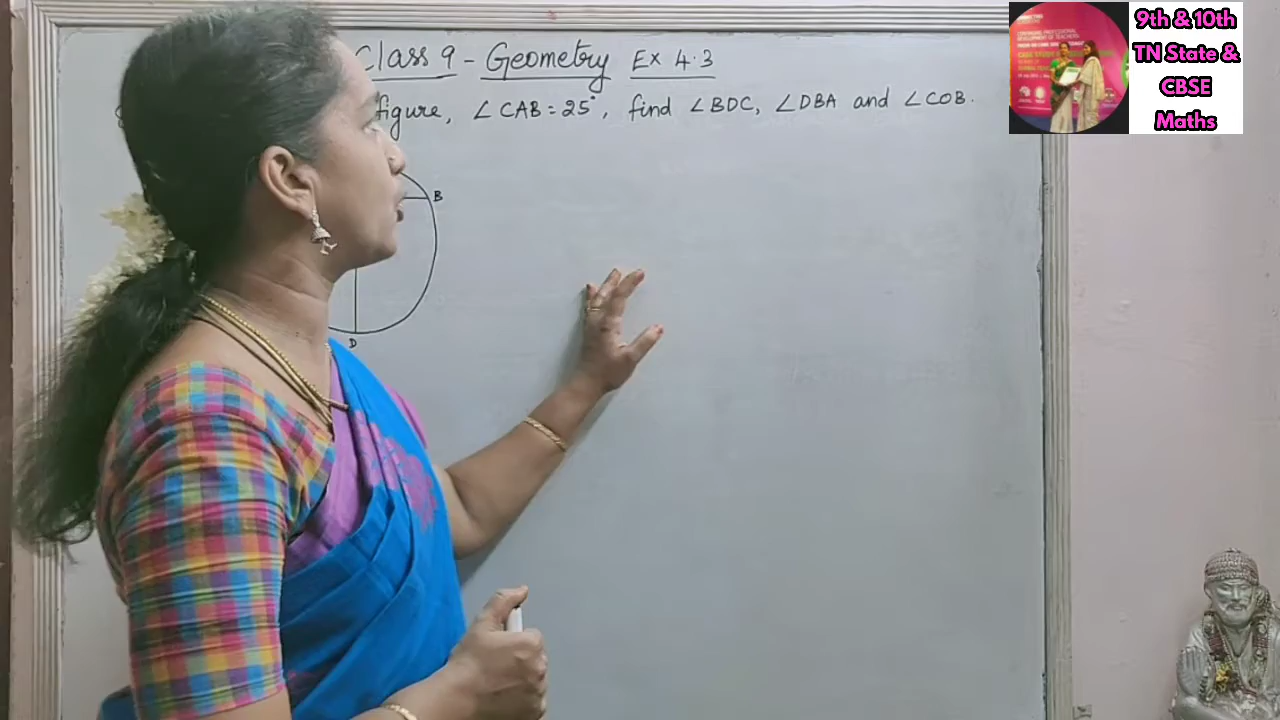 Class 9 - Geometry Ex 4.3
figure, ∠CAB = 25°, find ∠BDC, ∠DBA and ∠COB.
B
D
9th & 10th
TN State &
CBSE
Maths